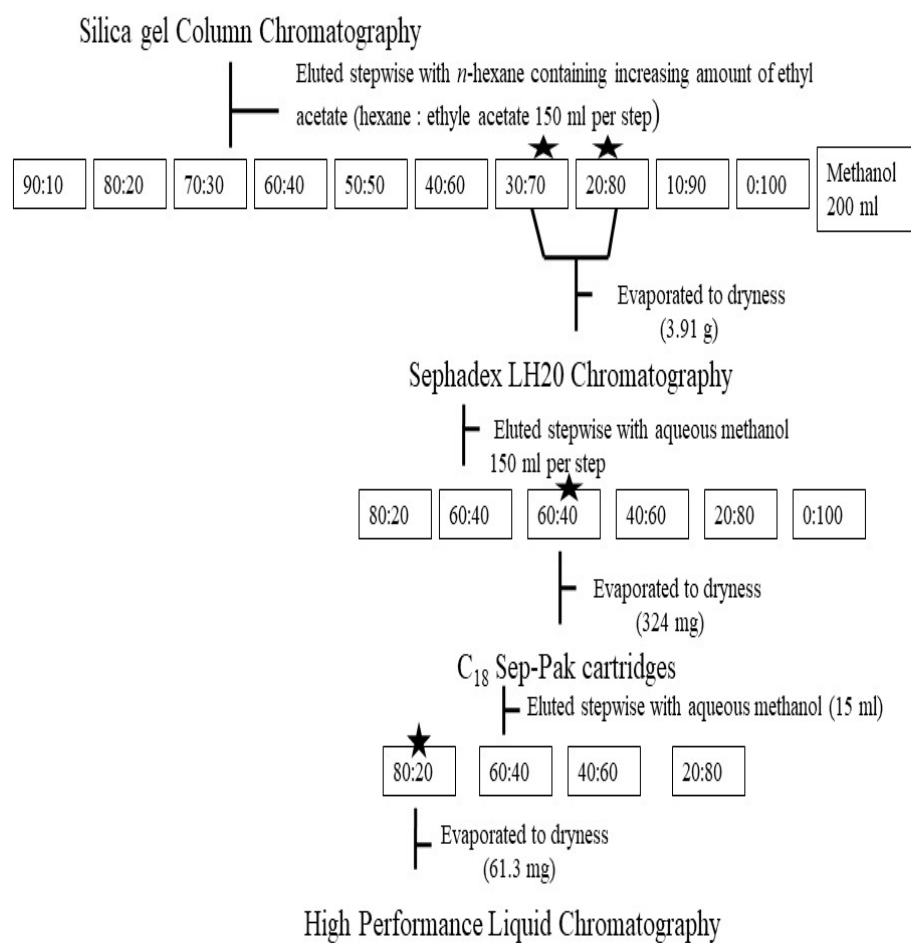 Silica gel Column Chromatography
Eluted stepwise with n-hexane containing increasing amount of ethyl
acetate (hexane : ethyle acetate 150 ml per step)
90:10 80:20 70:30 60:40 50:50 40:60 30:70 20:80 10:90 0:100 Methanol
200 ml
Evaporated to dryness
(3.91 g)
Sephadex LH20 Chromatography
Eluted stepwise with aqueous methanol
150 ml per step
80:20 60:40 60:40 40:60 20:80 0:100
Evaporated to dryness
(324 mg)
C₁₈ Sep-Pak cartridges
Eluted stepwise with aqueous methanol (15 ml)
80:20 60:40 40:60 20:80
Evaporated to dryness
(61.3 mg)
High Performance Liquid Chromatography